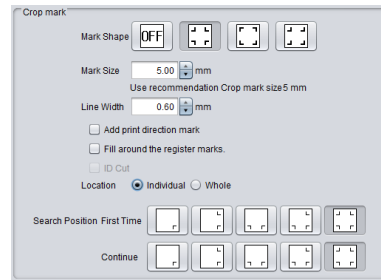 Crop mark
Mark Shape OFF
Mark Size 5.00 mm
Use recommendation Crop mark size5 mm
Line Width 0.60 mm
Add print direction mark
Fill around the register marks.
ID Cut
Location Individual Whole
Search Position First Time
Continue